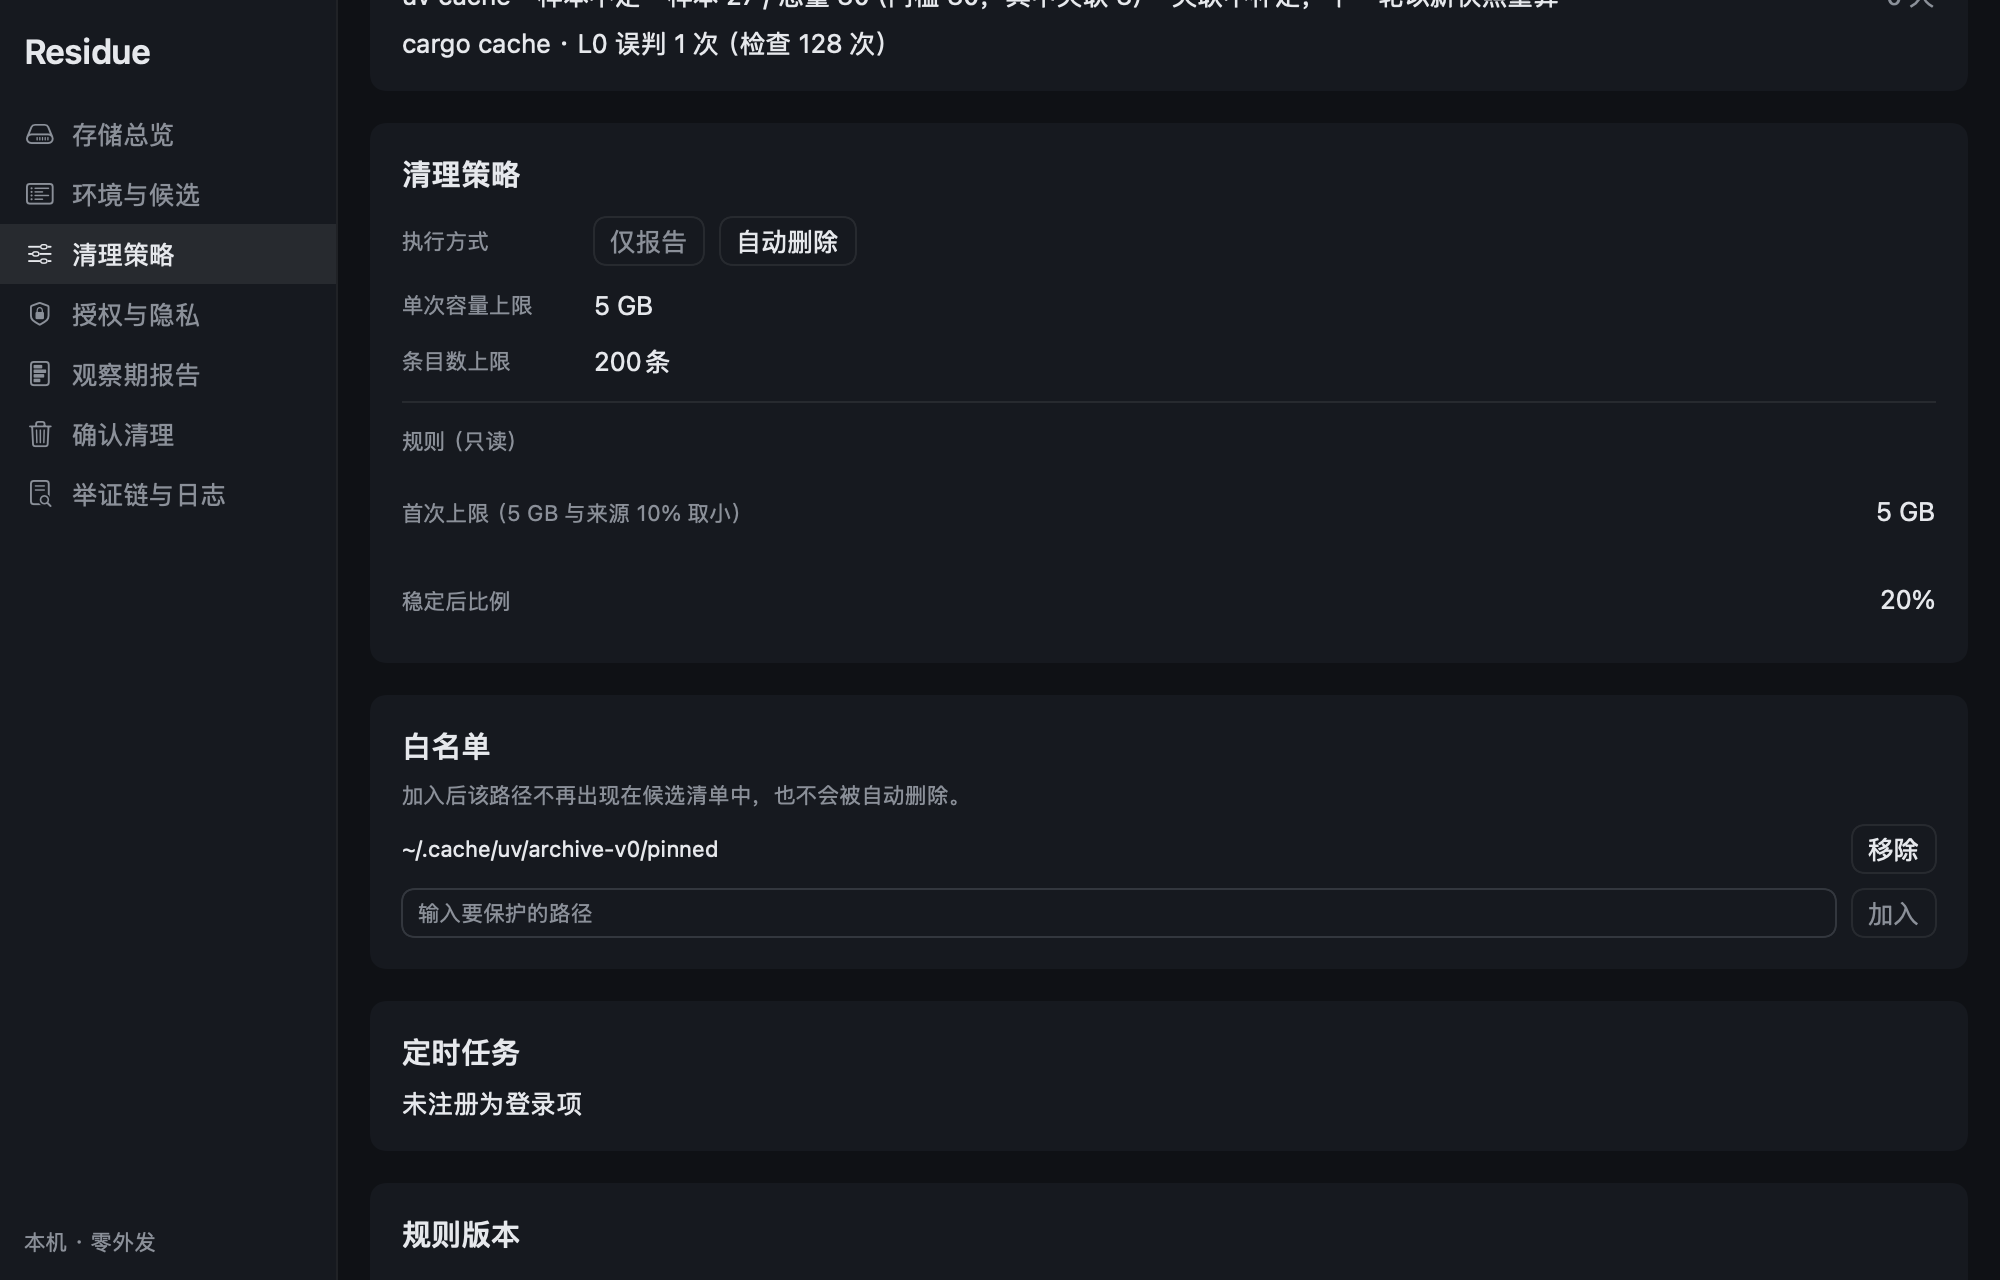 Residue
存储总览
环境与候选
清理策略
授权与隐私
观察期报告
确认清理
举证链与日志
本机 · 零外发
cargo cache · L0 误判 1 次（检查 128 次）
清理策略
执行方式 仅报告 自动删除
单次容量上限 5 GB
条目数上限 200 条
规则（只读）
首次上限（5 GB 与来源 10% 取小） 5 GB
稳定后比例 20%
白名单
加入后该路径不再出现在候选清单中，也不会被自动删除。
~/.cache/uv/archive-v0/pinned 移除
输入要保护的路径 加入
定时任务
未注册为登录项
规则版本